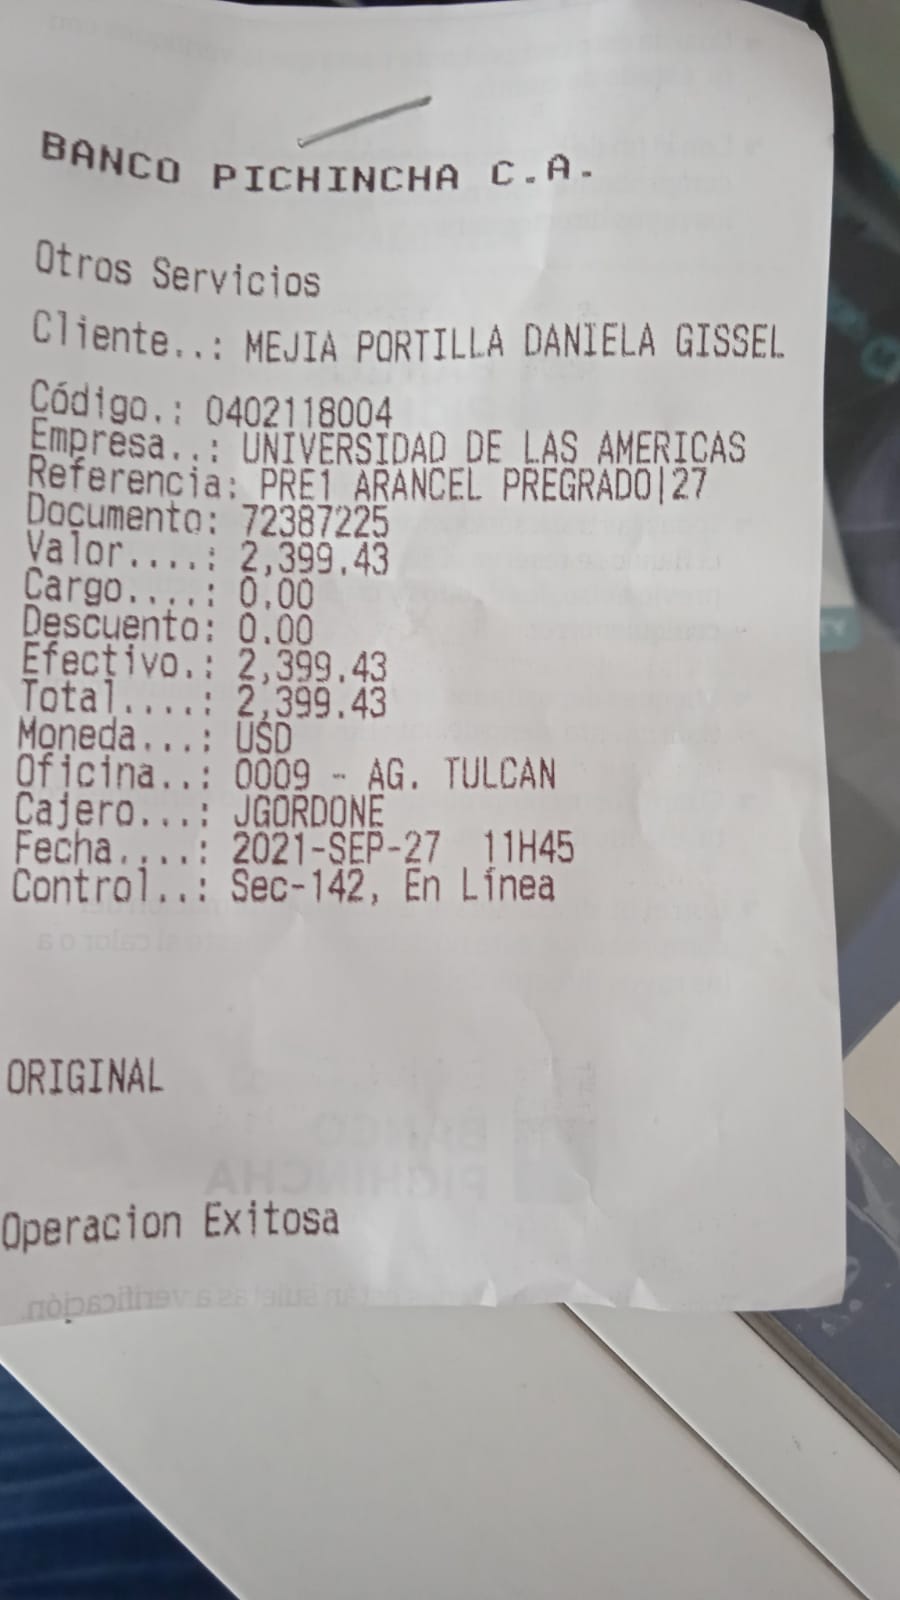 BANCO PICHINCHA C.A.
Otros Servicios
Cliente..: MEJIA PORTILLA DANIELA GISSEL
Código.: 0402118004
Empresa..: UNIVERSIDAD DE LAS AMERICAS
Referencia: PRE1 ARANCEL PREGRADO|27
Documento: 72387225
Valor....: 2,399.43
Cargo....: 0.00
Descuento: 0.00
Efectivo.: 2,399.43
Total....: 2,399.43
Moneda...: USD
Oficina..: 0009 - AG. TULCAN
Cajero...: JGORDONE
Fecha....: 2021-SEP-27 11H45
Control..: Sec-142, En Línea
ORIGINAL
BANCO
PICHINCHA
Operacion Exitosa